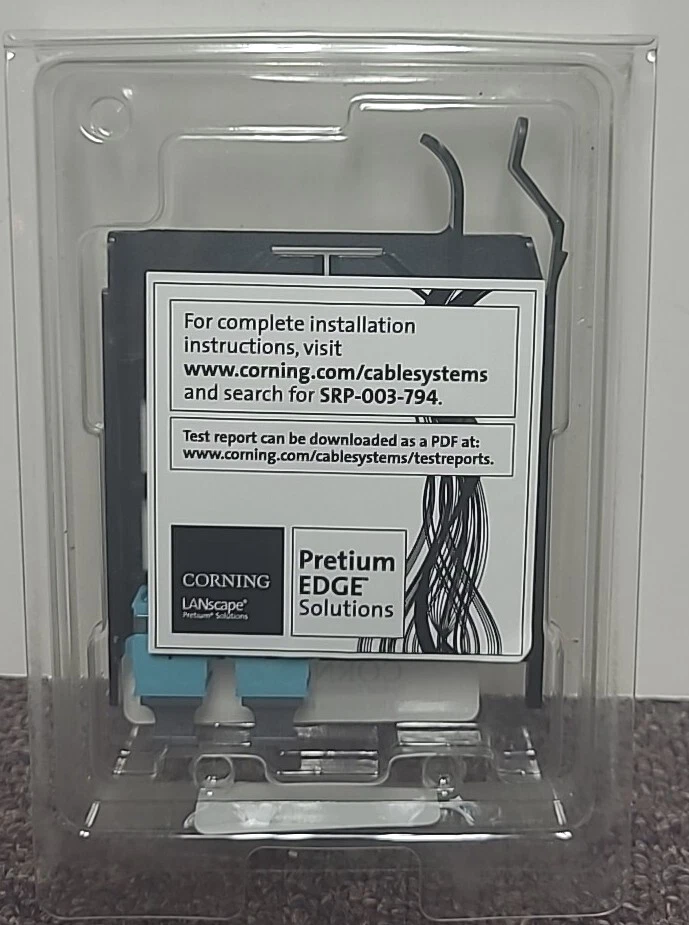 For complete installation
instructions, visit
www.corning.com/cablesystems
and search for SRP-003-794.
Test report can be downloaded as a PDF at:
www.corning.com/cablesystems/testreports.
CORNING
LANscape®
Pretium® Solutions
Pretium
EDGE™
Solutions